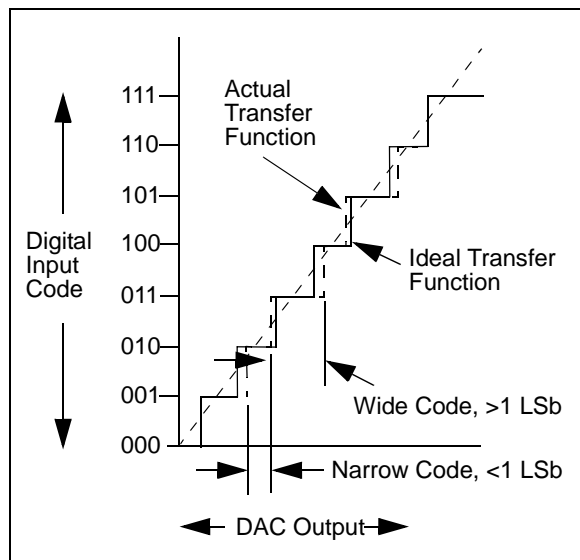 111
110
101
100
011
010
001
000
Digital
Input
Code
Actual
Transfer
Function
Ideal Transfer
Function
Wide Code, >1 LSb
Narrow Code, <1 LSb
DAC Output